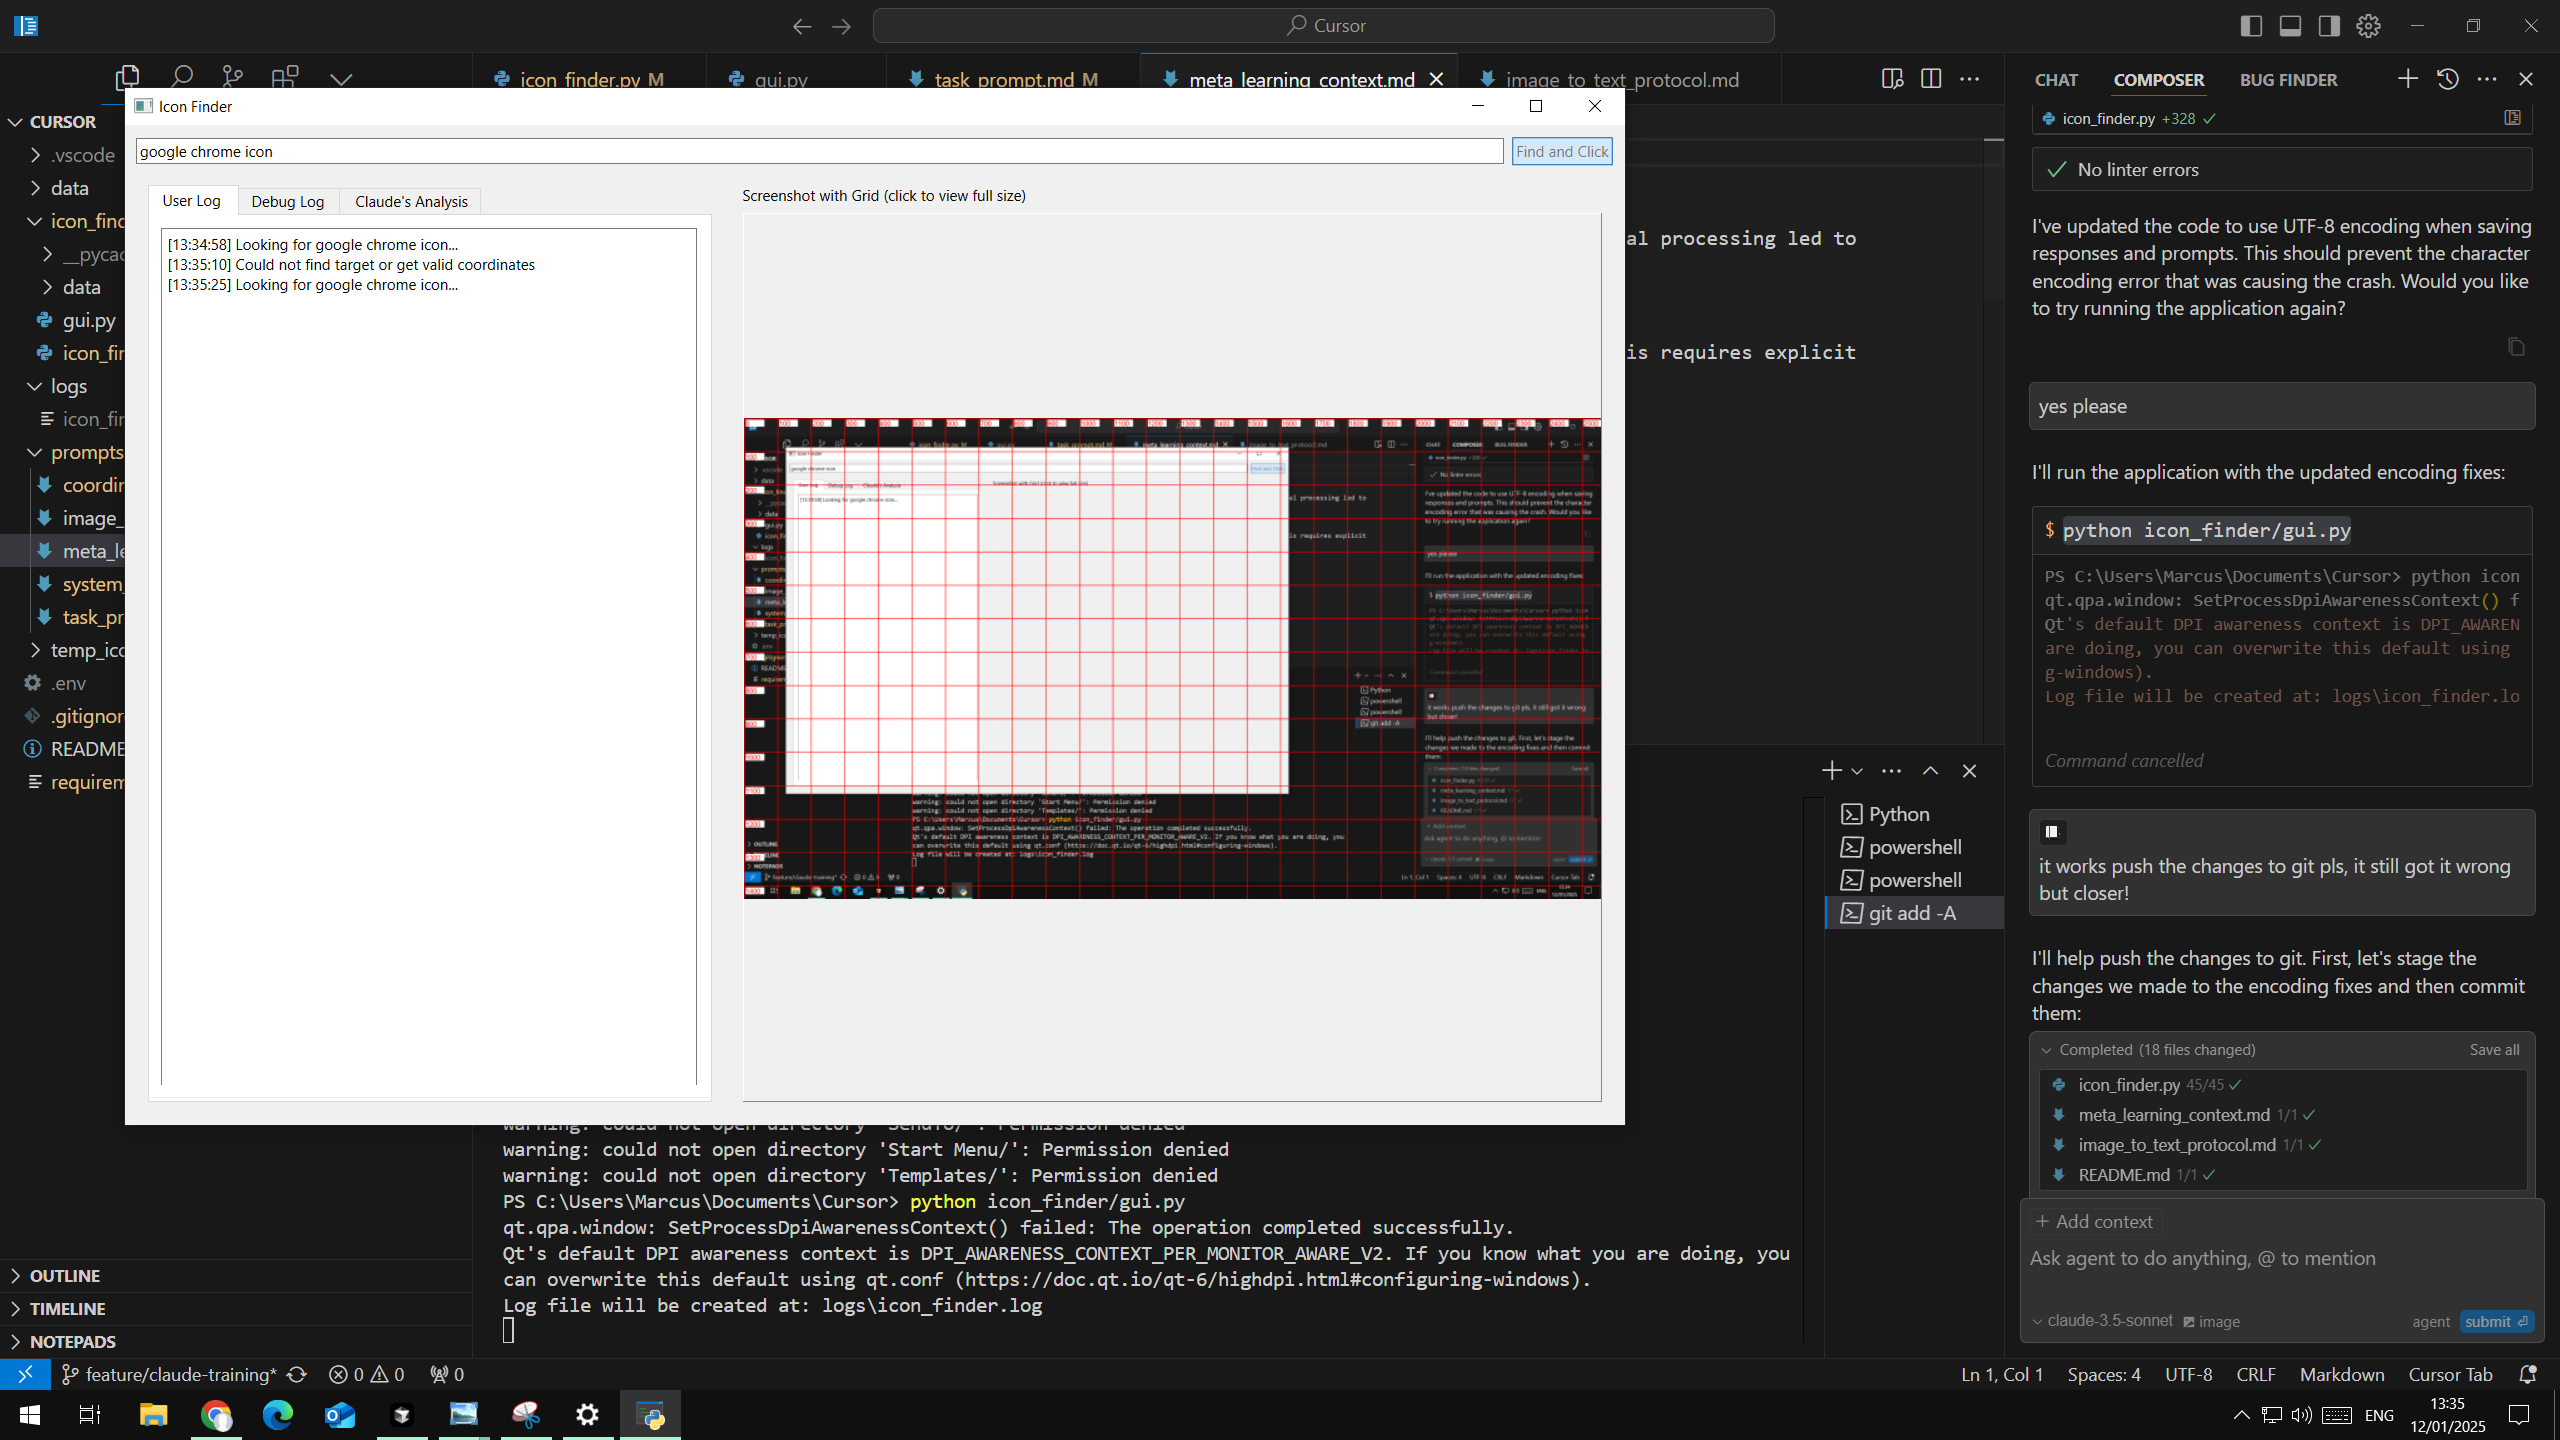 Cursor
icon_finder.py M
gui.py
task_prompt.md M
meta_learning_context.md
image_to_text_protocol.md
CHAT
COMPOSER
BUG FINDER
CURSOR
.vscode
data
icon_find
__pycac
data
gui.py
icon_fir
logs
icon_fir
prompts
coordir
image_
meta_le
system_
task_pr
temp_icc
.env
.gitignor
README
requirem
OUTLINE
TIMELINE
NOTEPADS
Icon Finder
google chrome icon
Find and Click
User Log
Debug Log
Claude's Analysis
[13:34:58] Looking for google chrome icon...
[13:35:10] Could not find target or get valid coordinates
[13:35:25] Looking for google chrome icon...
Screenshot with Grid (click to view full size)
al processing led to
is requires explicit
warning: could not open directory 'SendTo/': Permission denied
warning: could not open directory 'Start Menu/': Permission denied
warning: could not open directory 'Templates/': Permission denied
PS C:\Users\Marcus\Documents\Cursor> python icon_finder/gui.py
qt.qpa.window: SetProcessDpiAwarenessContext() failed: The operation completed successfully.
Qt's default DPI awareness context is DPI_AWARENESS_CONTEXT_PER_MONITOR_AWARE_V2. If you know what you are doing, you
can overwrite this default using qt.conf (https://doc.qt.io/qt-6/highdpi.html#configuring-windows).
Log file will be created at: logs\icon_finder.log
Python
powershell
powershell
git add -A
icon_finder.py +328
No linter errors
I've updated the code to use UTF-8 encoding when saving
responses and prompts. This should prevent the character
encoding error that was causing the crash. Would you like
to try running the application again?
yes please
I'll run the application with the updated encoding fixes:
$ python icon_finder/gui.py
PS C:\Users\Marcus\Documents\Cursor> python icon
qt.qpa.window: SetProcessDpiAwarenessContext() f
Qt's default DPI awareness context is DPI_AWAREN
are doing, you can overwrite this default using
g-windows).
Log file will be created at: logs\icon_finder.lo
Command cancelled
it works push the changes to git pls, it still got it wrong
but closer!
I'll help push the changes to git. First, let's stage the
changes we made to the encoding fixes and then commit
them:
Completed (18 files changed)
Save all
icon_finder.py 45/45
meta_learning_context.md 1/1
image_to_text_protocol.md 1/1
README.md 1/1
+ Add context
Ask agent to do anything, @ to mention
claude-3.5-sonnet
image
agent
submit
feature/claude-training*
0
0
0
Ln 1, Col 1
Spaces: 4
UTF-8
CRLF
Markdown
Cursor Tab
ENG
13:35
12/01/2025